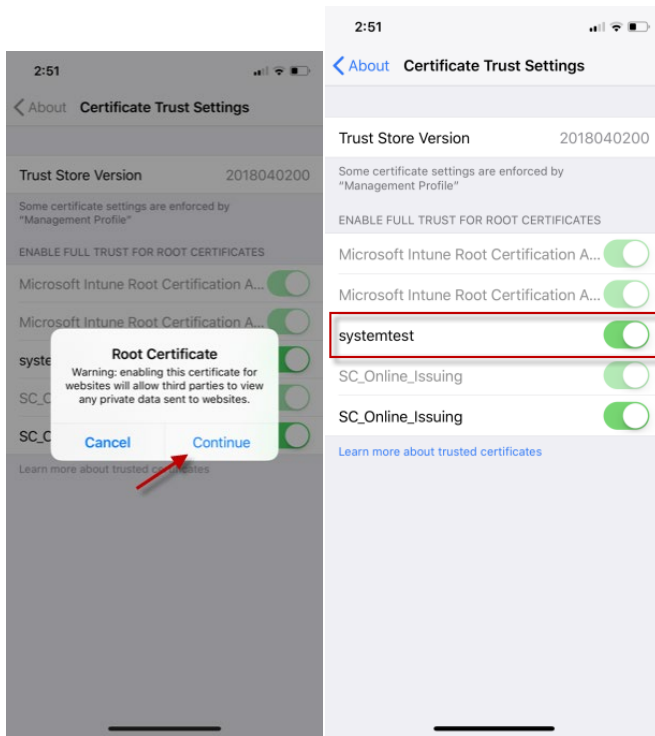 2:51
About Certificate Trust Settings
Trust Store Version 2018040200
Some certificate settings are enforced by
"Management Profile"
ENABLE FULL TRUST FOR ROOT CERTIFICATES
Microsoft Intune Root Certification A...
Microsoft Intune Root Certification A...
syste
Root Certificate
Warning: enabling this certificate for
websites will allow third parties to view
any private data sent to websites.
SC_C
Cancel Continue
SC_C
Learn more about trusted certificates
2:51
About Certificate Trust Settings
Trust Store Version 2018040200
Some certificate settings are enforced by
"Management Profile"
ENABLE FULL TRUST FOR ROOT CERTIFICATES
Microsoft Intune Root Certification A...
Microsoft Intune Root Certification A...
systemtest
SC_Online_Issuing
SC_Online_Issuing
Learn more about trusted certificates